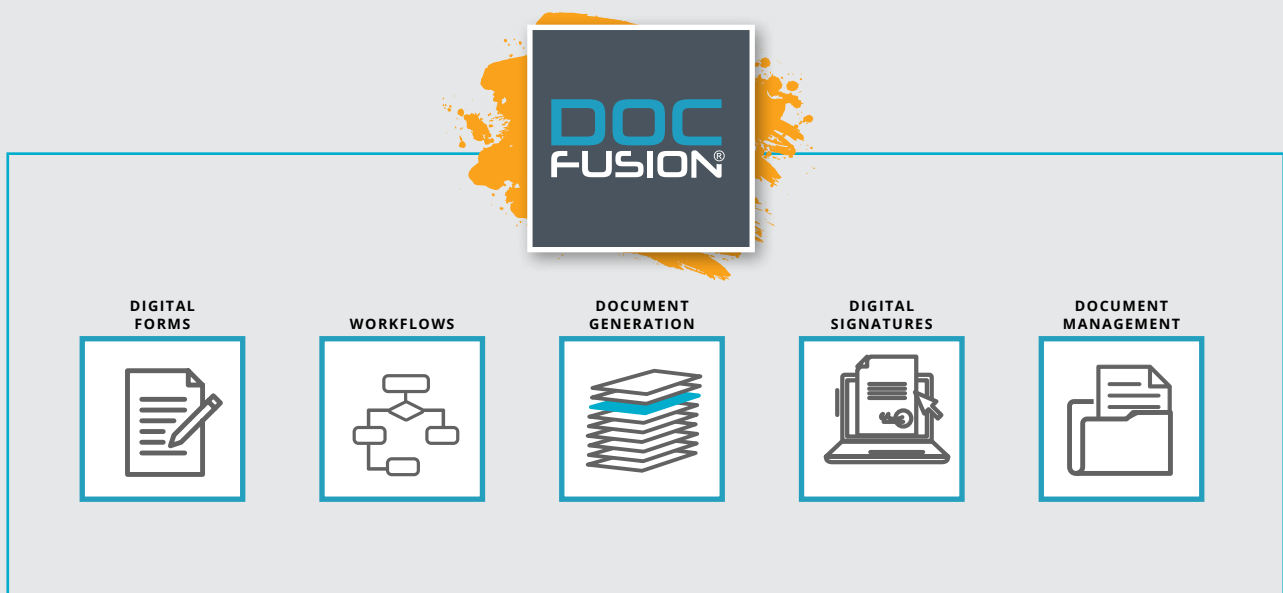 DOC
FUSION®
DIGITAL
FORMS
WORKFLOWS
DOCUMENT
GENERATION
DIGITAL
SIGNATURES
DOCUMENT
MANAGEMENT